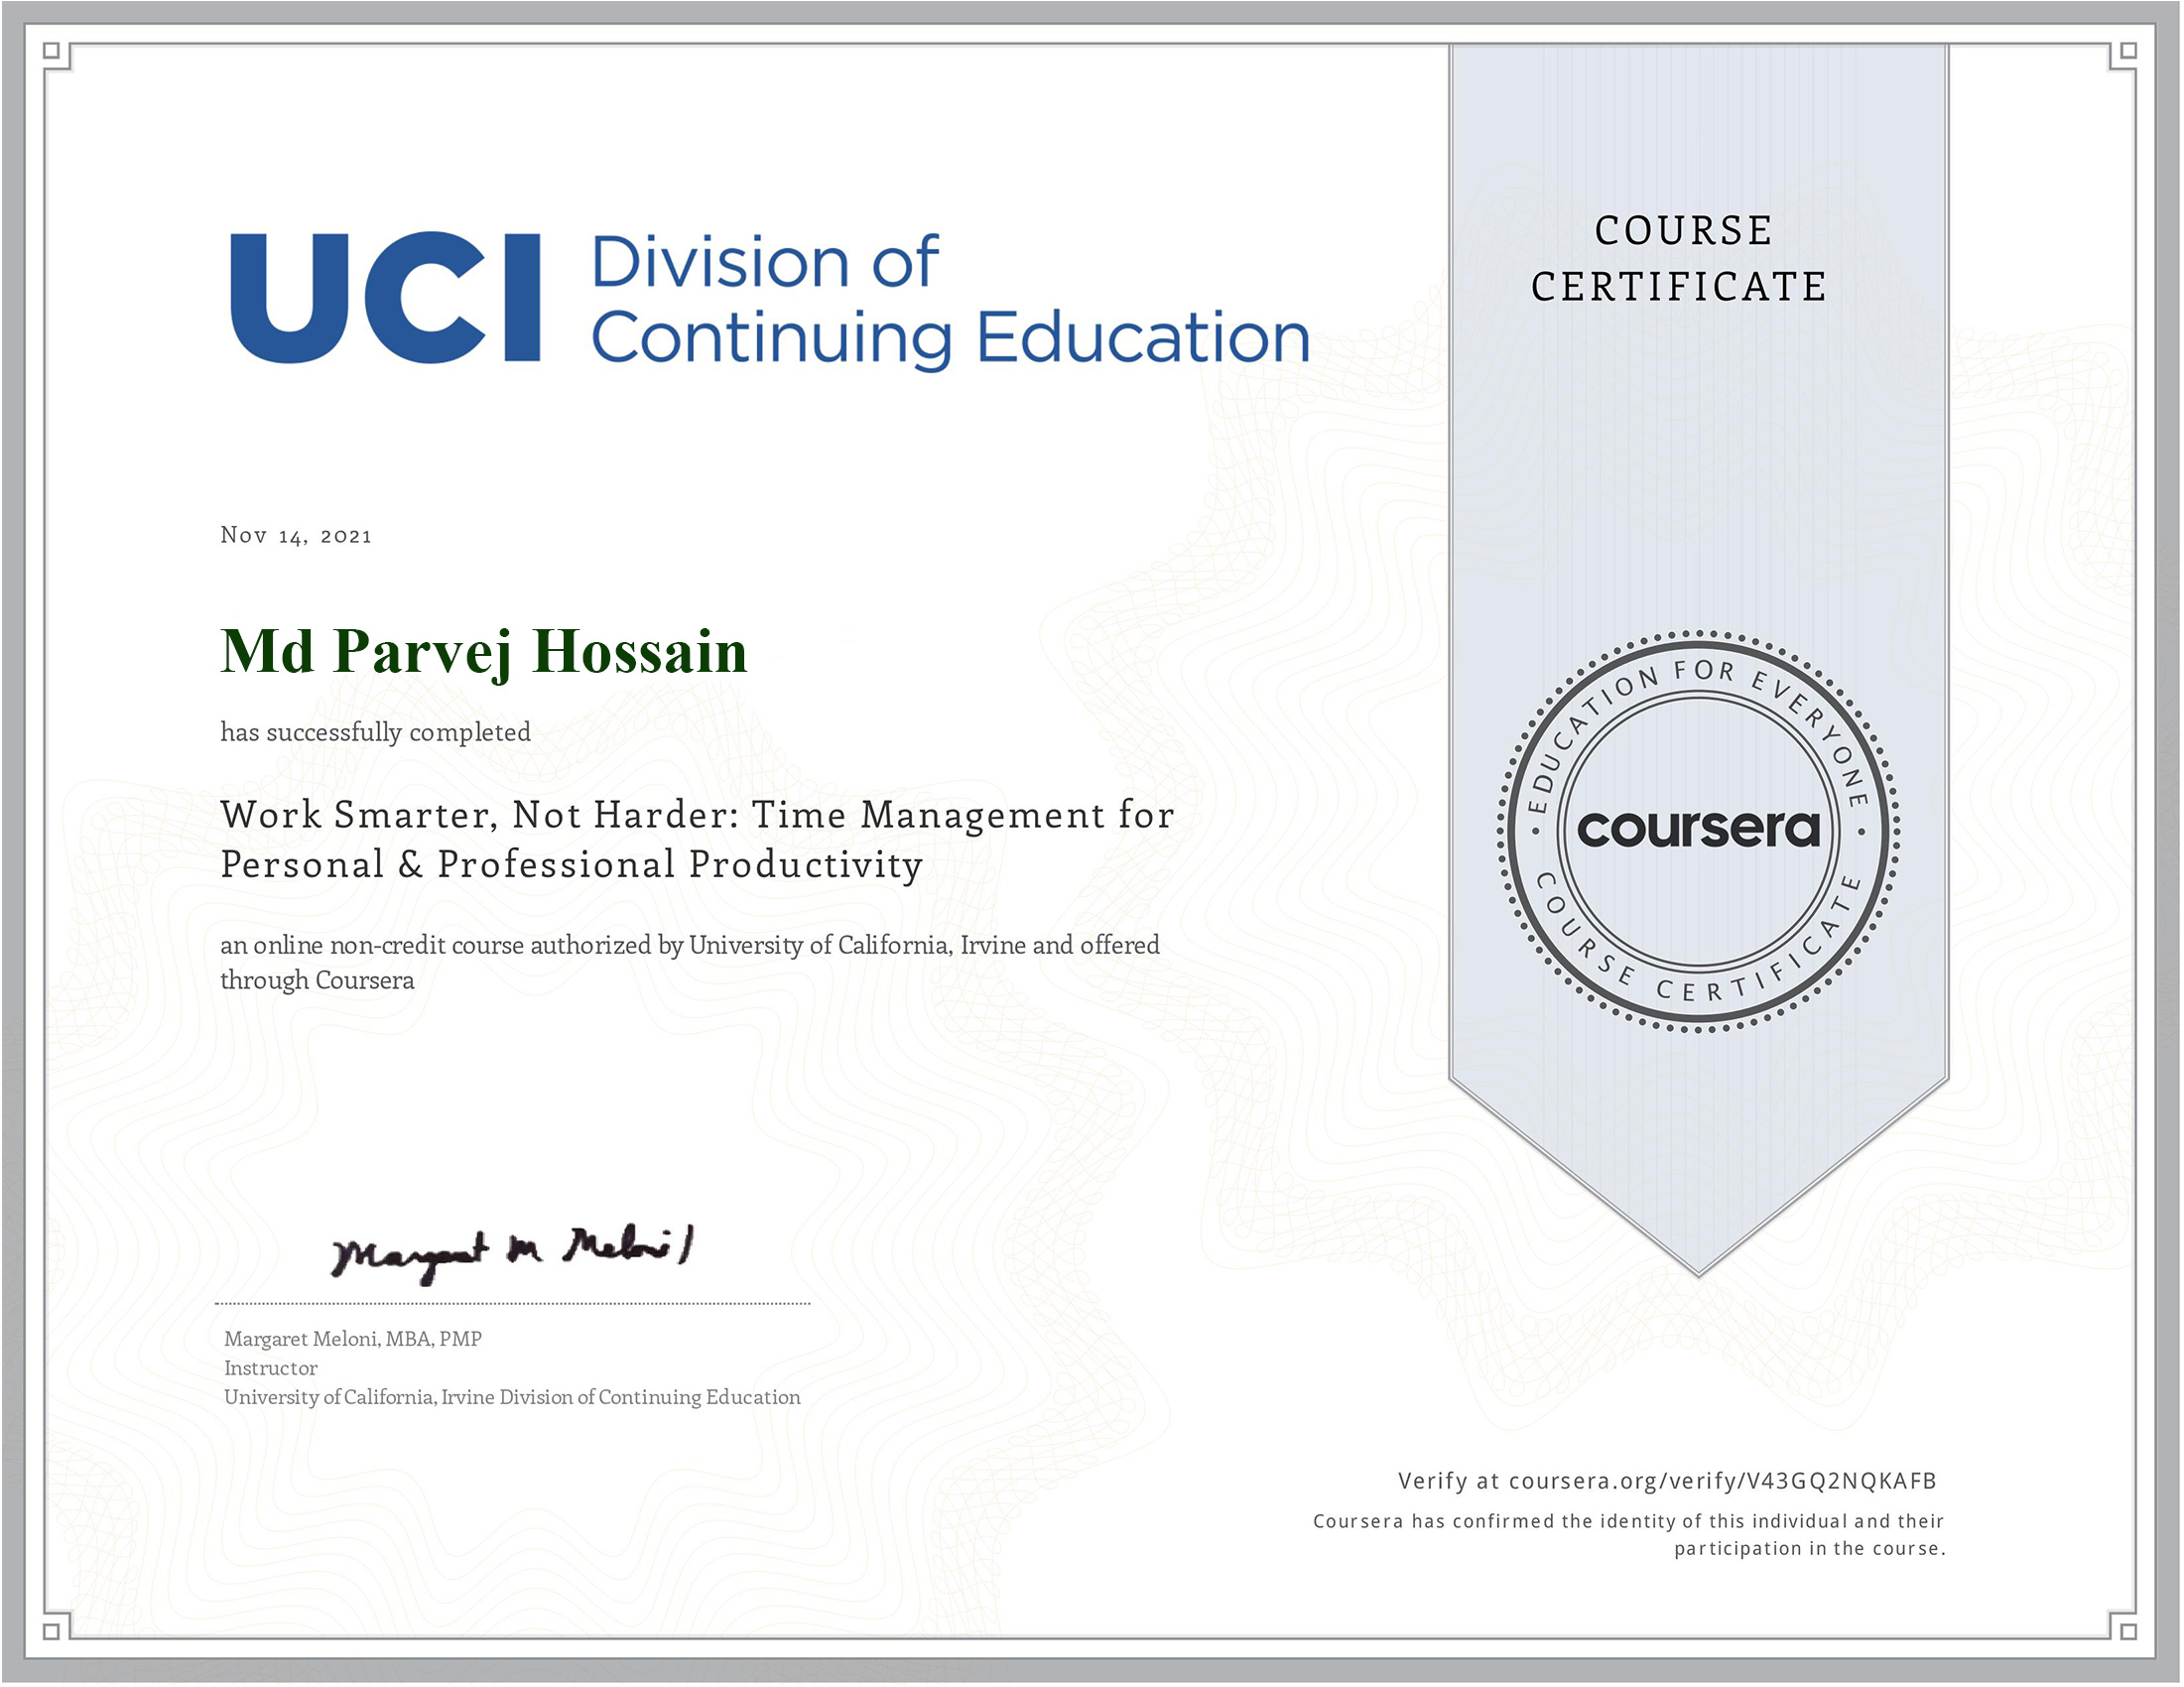 UCI Division of
Continuing Education
COURSE
CERTIFICATE
Nov 14, 2021
Md Parvej Hossain
has successfully completed
Work Smarter, Not Harder: Time Management for
Personal & Professional Productivity
an online non-credit course authorized by University of California, Irvine and offered
through Coursera
EDUCATION FOR EVERYONE
coursera
COURSE CERTIFICATE
Margaret M Meloni
Margaret Meloni, MBA, PMP
Instructor
University of California, Irvine Division of Continuing Education
Verify at coursera.org/verify/V43GQ2NQKAFB
Coursera has confirmed the identity of this individual and their
participation in the course.